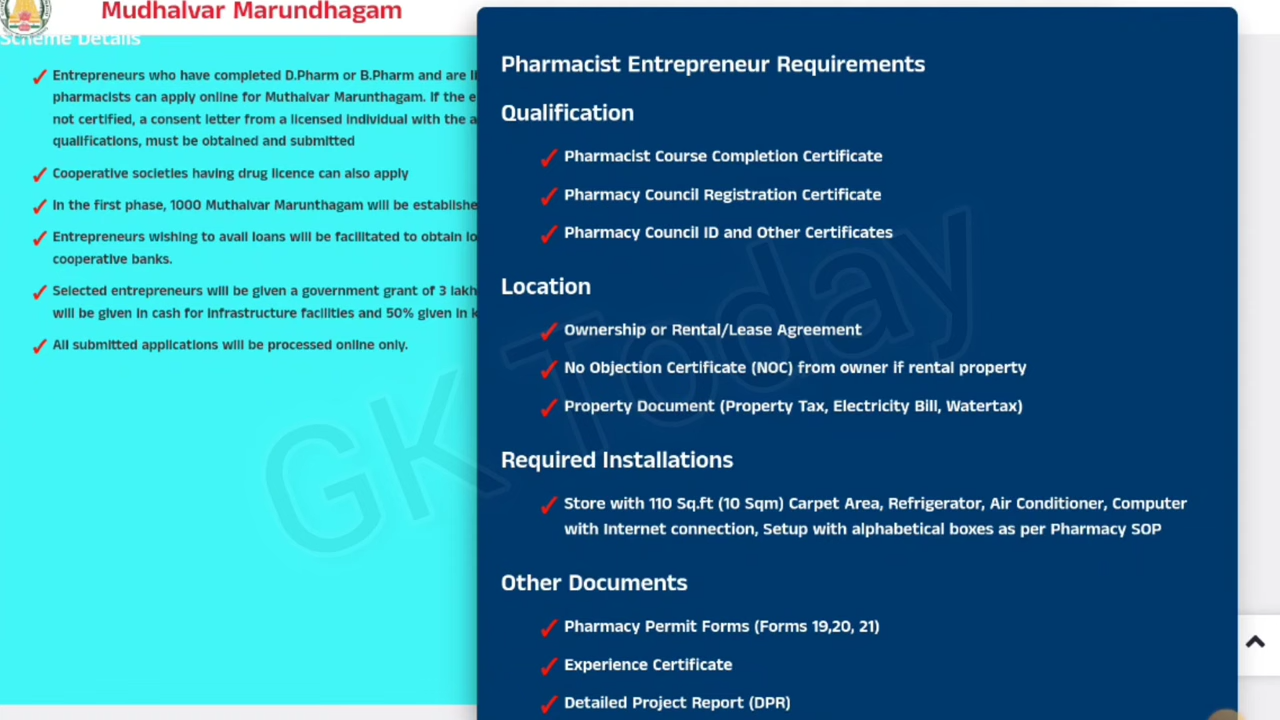 Mudhalvar Marundhagam
Scheme Details
Entrepreneurs who have completed D.Pharm or B.Pharm and are
pharmacists can apply online for Muthalvar Marunthagam. If the
not certified, a consent letter from a licensed individual with the
qualifications, must be obtained and submitted
Cooperative societies having drug licence can also apply
In the first phase, 1000 Muthalvar Marunthagam will be
Entrepreneurs wishing to avail loans will be facilitated to obtain
cooperative banks.
Selected entrepreneurs will be given a government grant of 3
will be given in cash for infrastructure facilities and 50% given in
All submitted applications will be processed online only.
Pharmacist Entrepreneur Requirements
Qualification
Pharmacist Course Completion Certificate
Pharmacy Council Registration Certificate
Pharmacy Council ID and Other Certificates
Location
Ownership or Rental/Lease Agreement
No Objection Certificate (NOC) from owner if rental property
Property Document (Property Tax, Electricity Bill, Watertax)
Required Installations
Store with 110 Sq.ft (10 Sqm) Carpet Area, Refrigerator, Air Conditioner, Computer
with Internet connection, Setup with alphabetical boxes as per Pharmacy SOP
Other Documents
Pharmacy Permit Forms (Forms 19,20, 21)
Experience Certificate
Detailed Project Report (DPR)
GK Today